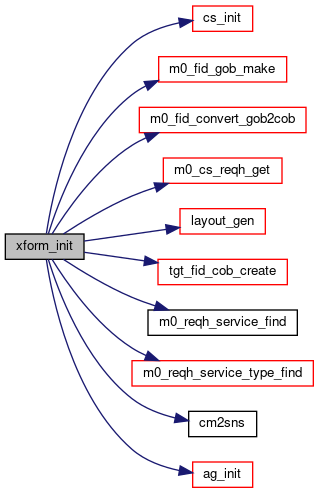 cs_init
m0_fid_gob_make
m0_fid_convert_gob2cob
m0_cs_reqh_get
layout_gen
xform_init
tgt_fid_cob_create
m0_reqh_service_find
m0_reqh_service_type_find
cm2sns
ag_init